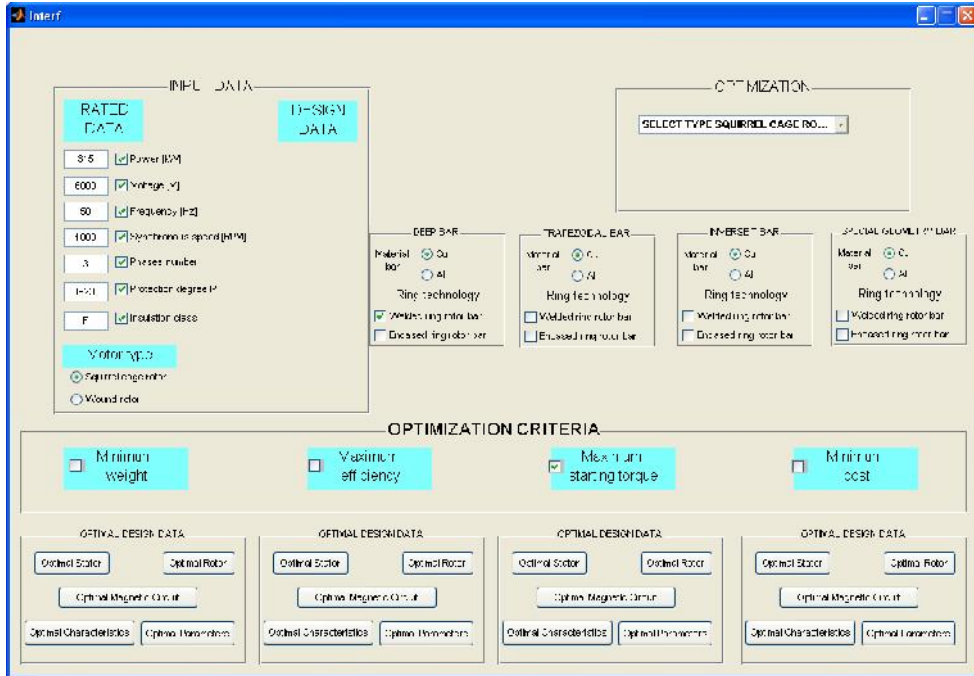 Interf
INPUT DATA
RATED
DATA
DESIGN
DATA
315 Power [kW]
6000 Voltage [V]
50 Frequency [Hz]
1000 Synchronous speed [RPM]
3 Phases number
Protection degree IP
F Insulation class
Motor type
Squirrel cage rotor
Wound rotor
OPTIMIZATION
SELECT TYPE SQUIRREL CAGE RO...
DEEP BAR
Material
bar
Cu
Al
Ring technology
Welded ring rotor bar
Encased ring rotor bar
TRAPEZOIDAL BAR
Material
bar
Cu
Al
Ring technology
Welded ring rotor bar
Encased ring rotor bar
INVERSE T BAR
Material
bar
Cu
Al
Ring technology
Welded ring rotor bar
Encased ring rotor bar
SPECIAL GEOMETRY BAR
Material
bar
Cu
Al
Ring technology
Welded ring rotor bar
Encased ring rotor bar
OPTIMIZATION CRITERIA
Minimun
weight
Maximum
efficiency
Maximum
starting torque
Minimun
cost
OPTIMAL DESIGN DATA
Optimal Stator Optimal Rotor
Optimal Magnetic Circuit
Optimal Characteristics Optimal Parameters
OPTIMAL DESIGN DATA
Optimal Stator Optimal Rotor
Optimal Magnetic Circuit
Optimal Characteristics Optimal Parameters
OPTIMAL DESIGN DATA
Optimal Stator Optimal Rotor
Optimal Magnetic Circuit
Optimal Characteristics Optimal Parameters
OPTIMAL DESIGN DATA
Optimal Stator Optimal Rotor
Optimal Magnetic Circuit
Optimal Characteristics Optimal Parameters